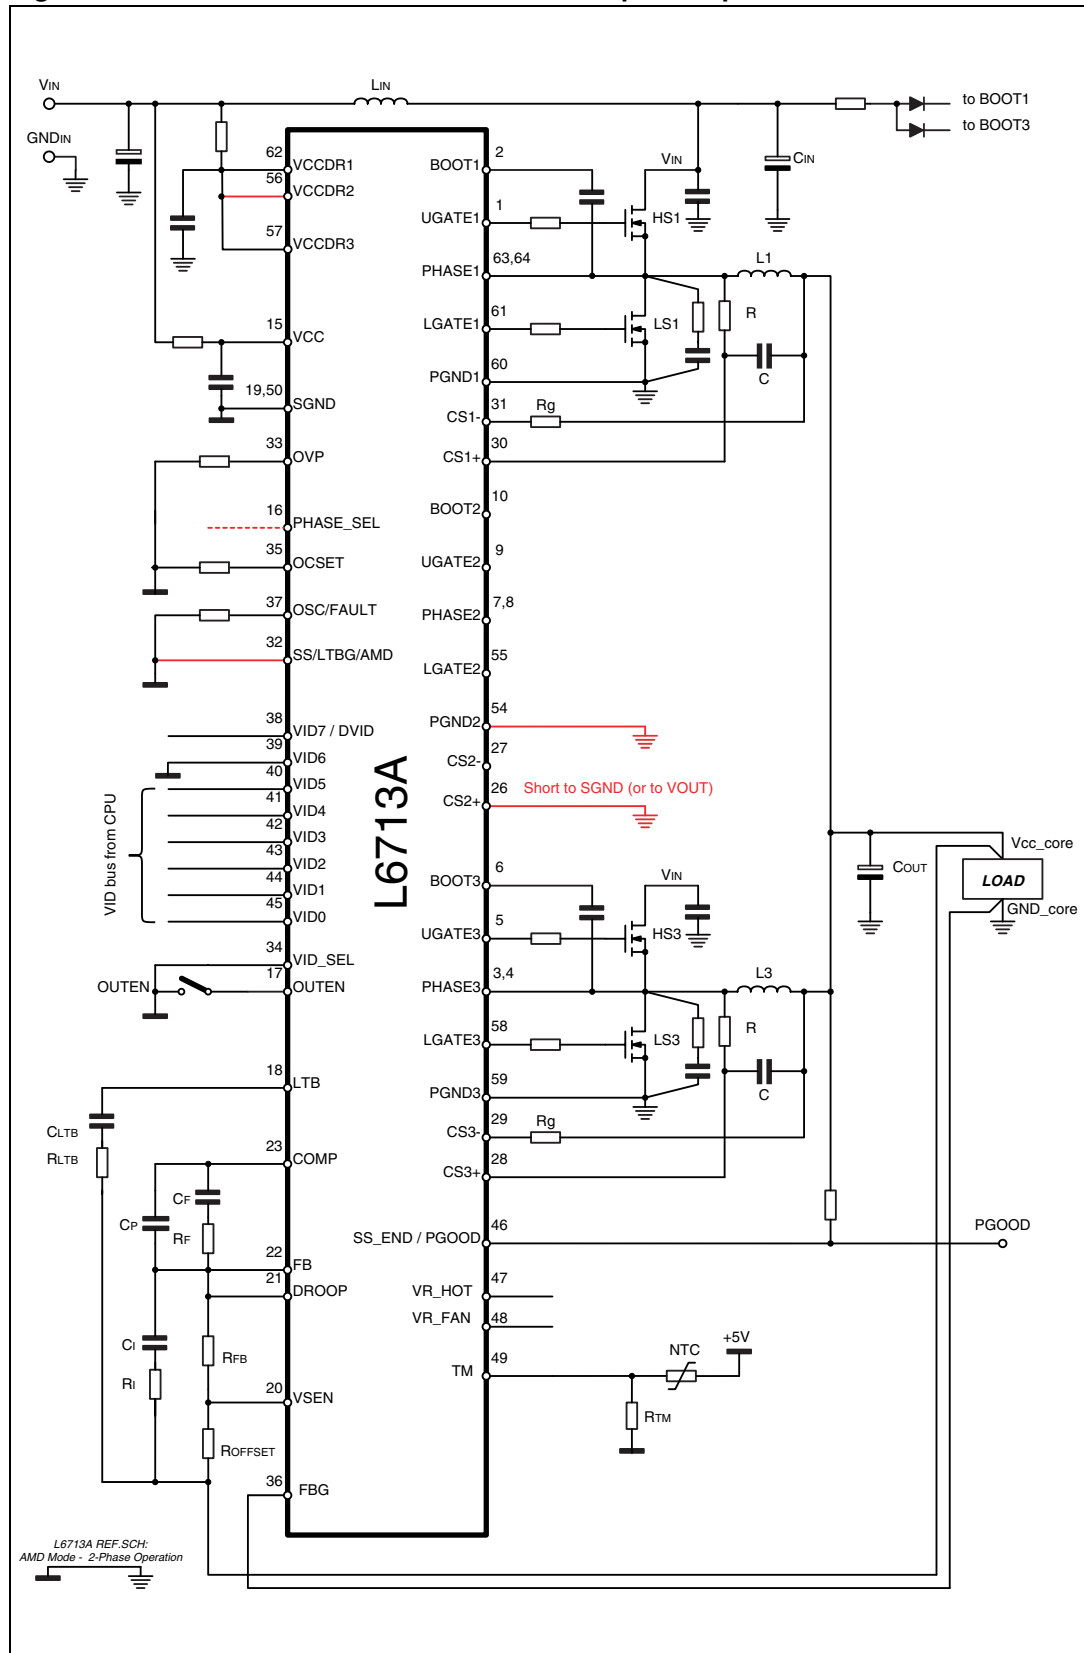 VIN
LIN
to BOOT1
to BOOT3
GNDIN
CIN
62
VCCDR1
56
VCCDR2
57
VCCDR3
15
VCC
19,50
SGND
33
OVP
16
PHASE_SEL
35
OCSET
37
OSC/FAULT
32
SS/LTBG/AMD
38
VID7 / DVID
39
VID6
40
VID5
41
VID4
42
VID3
43
VID2
44
VID1
45
VID0
VID bus from CPU
34
VID_SEL
17
OUTEN
OUTEN
18
LTB
CLTB
RLTB
23
COMP
CF
CP
RF
22
FB
21
DROOP
CI
RFB
RI
20
VSEN
ROFFSET
36
FBG
L6713A
2
BOOT1
VIN
1
UGATE1
HS1
63,64
PHASE1
L1
61
LGATE1
LS1
R
60
PGND1
C
31
CS1-
Rg
30
CS1+
10
BOOT2
9
UGATE2
7,8
PHASE2
55
LGATE2
54
PGND2
27
CS2-
26
CS2+
Short to SGND (or to VOUT)
6
BOOT3
VIN
5
UGATE3
HS3
3,4
PHASE3
L3
58
LGATE3
LS3
R
59
PGND3
C
29
CS3-
Rg
28
CS3+
COUT
Vcc_core
LOAD
GND_core
46
SS_END / PGOOD
PGOOD
47
VR_HOT
48
VR_FAN
49
TM
NTC
+5V
RTM
L6713A REF.SCH:
AMD Mode - 2-Phase Operation